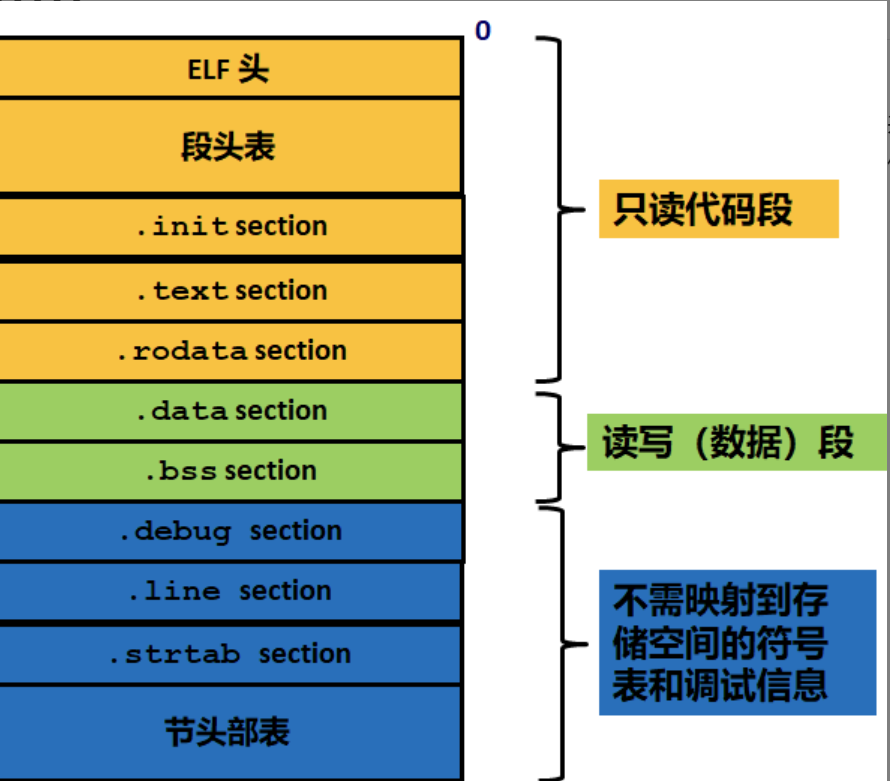 0
ELF 头
段头表
.init section
.text section
.rodata section
只读代码段
.data section
.bss section
读写（数据）段
.debug section
.line section
.strtab section
节头部表
不需映射到存
储空间的符号
表和调试信息